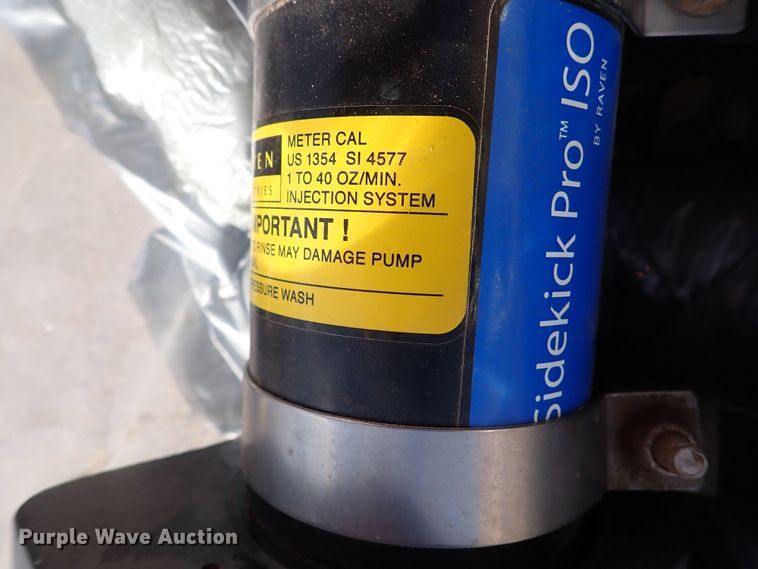 METER CAL
US 1354 SI 4577
1 TO 40 OZ/MIN.
INJECTION SYSTEM
MPORTANT !
RINSE MAY DAMAGE PUMP
ESSURE WASH
Sidekick Pro™ ISO
BY RAVEN
Purple Wave Auction